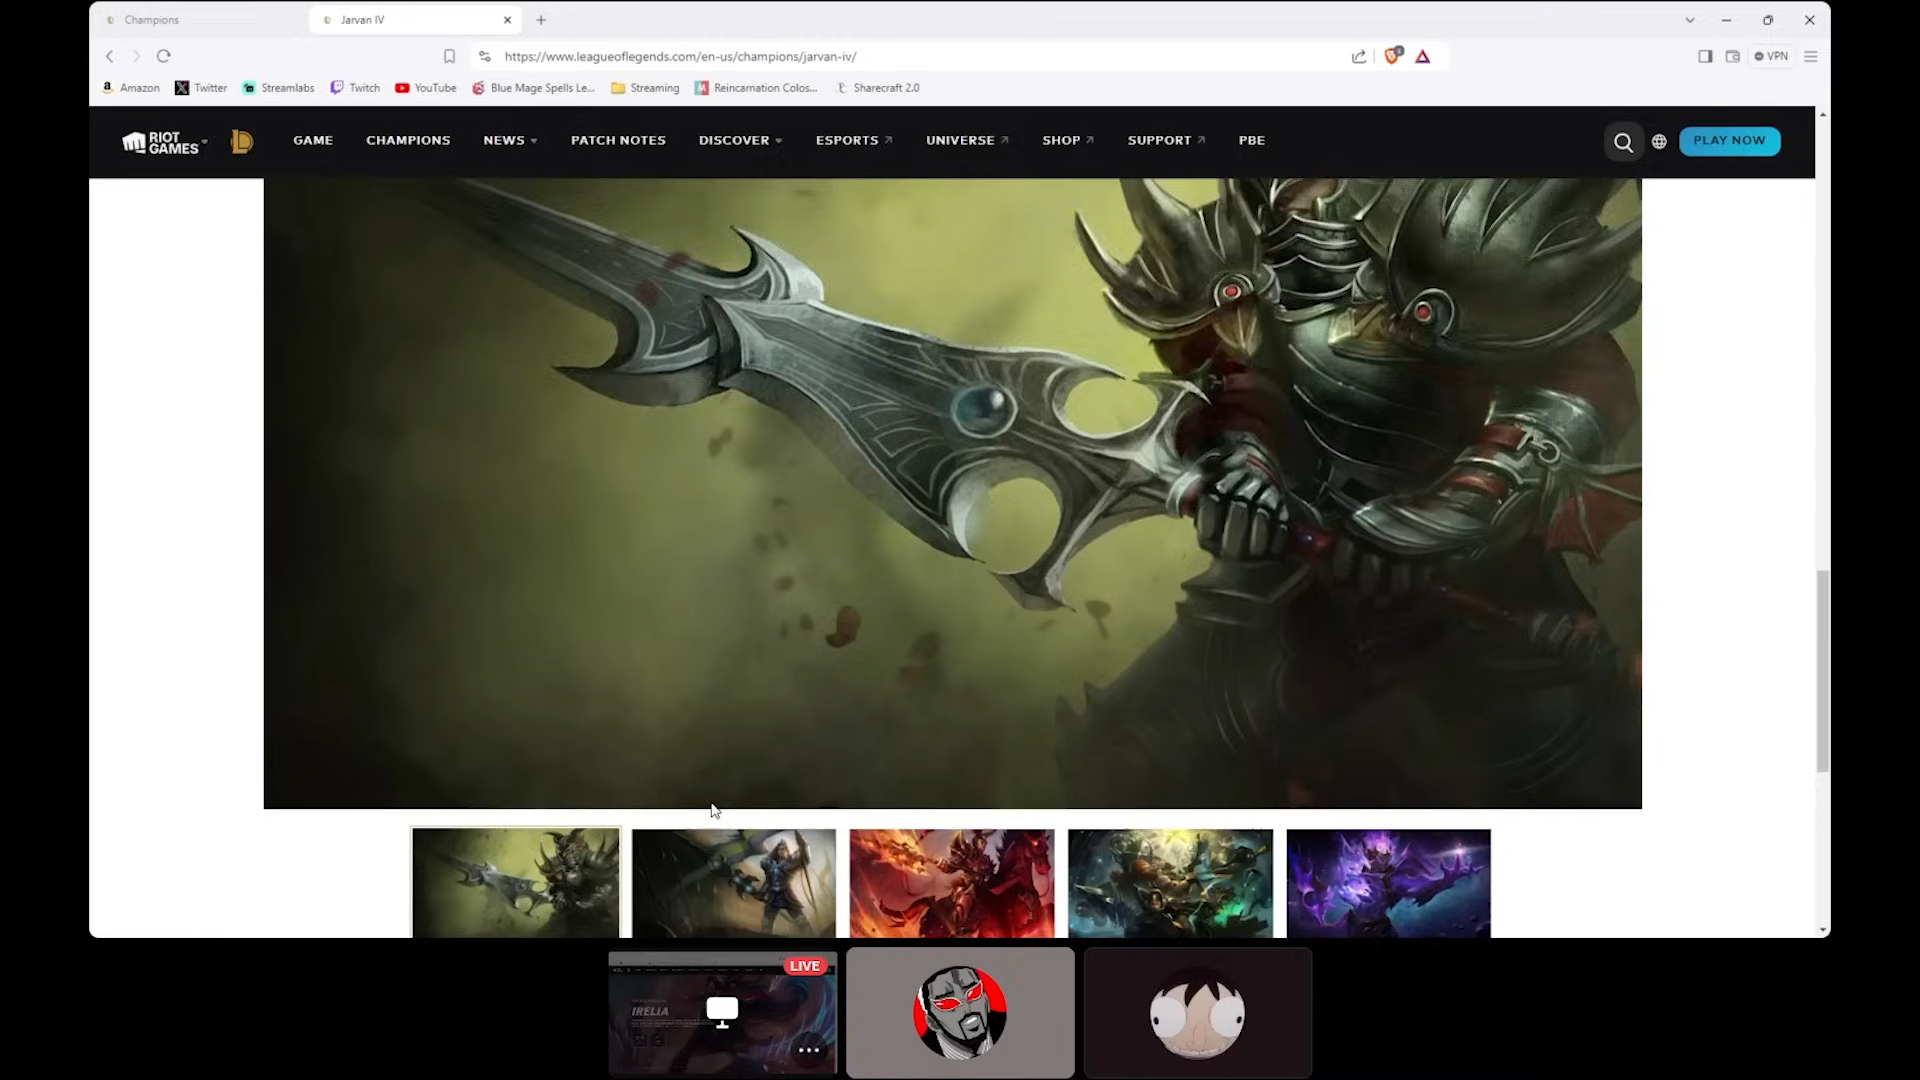 Champions
Jarvan IV
https://www.leagueoflegends.com/en-us/champions/jarvan-iv/
VPN
Amazon
Twitter
Streamlabs
Twitch
YouTube
Blue Mage Spells Le...
Streaming
Reincarnation Colos...
Sharecraft 2.0
RIOT
GAMES
GAME
CHAMPIONS
NEWS
PATCH NOTES
DISCOVER
ESPORTS
UNIVERSE
SHOP
SUPPORT
PBE
PLAY NOW
LIVE
IRELIA